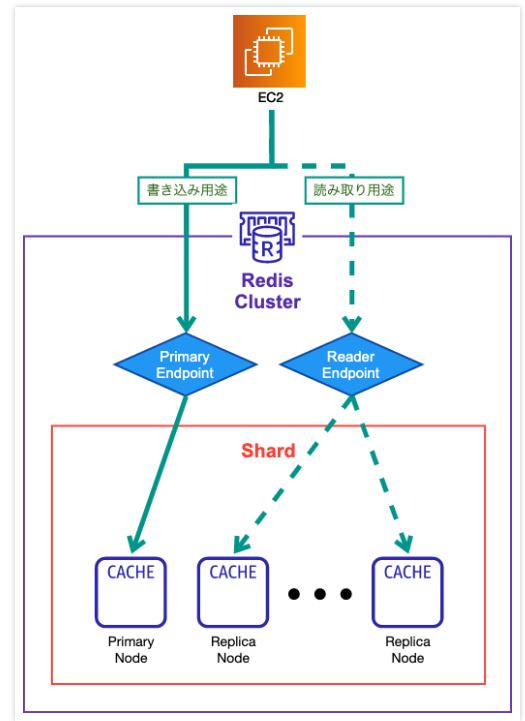 EC2
書き込み用途
読み取り用途
R
Redis
Cluster
Primary
Endpoint
Reader
Endpoint
Shard
CACHE
CACHE
CACHE
Primary
Node
Replica
Node
Replica
Node